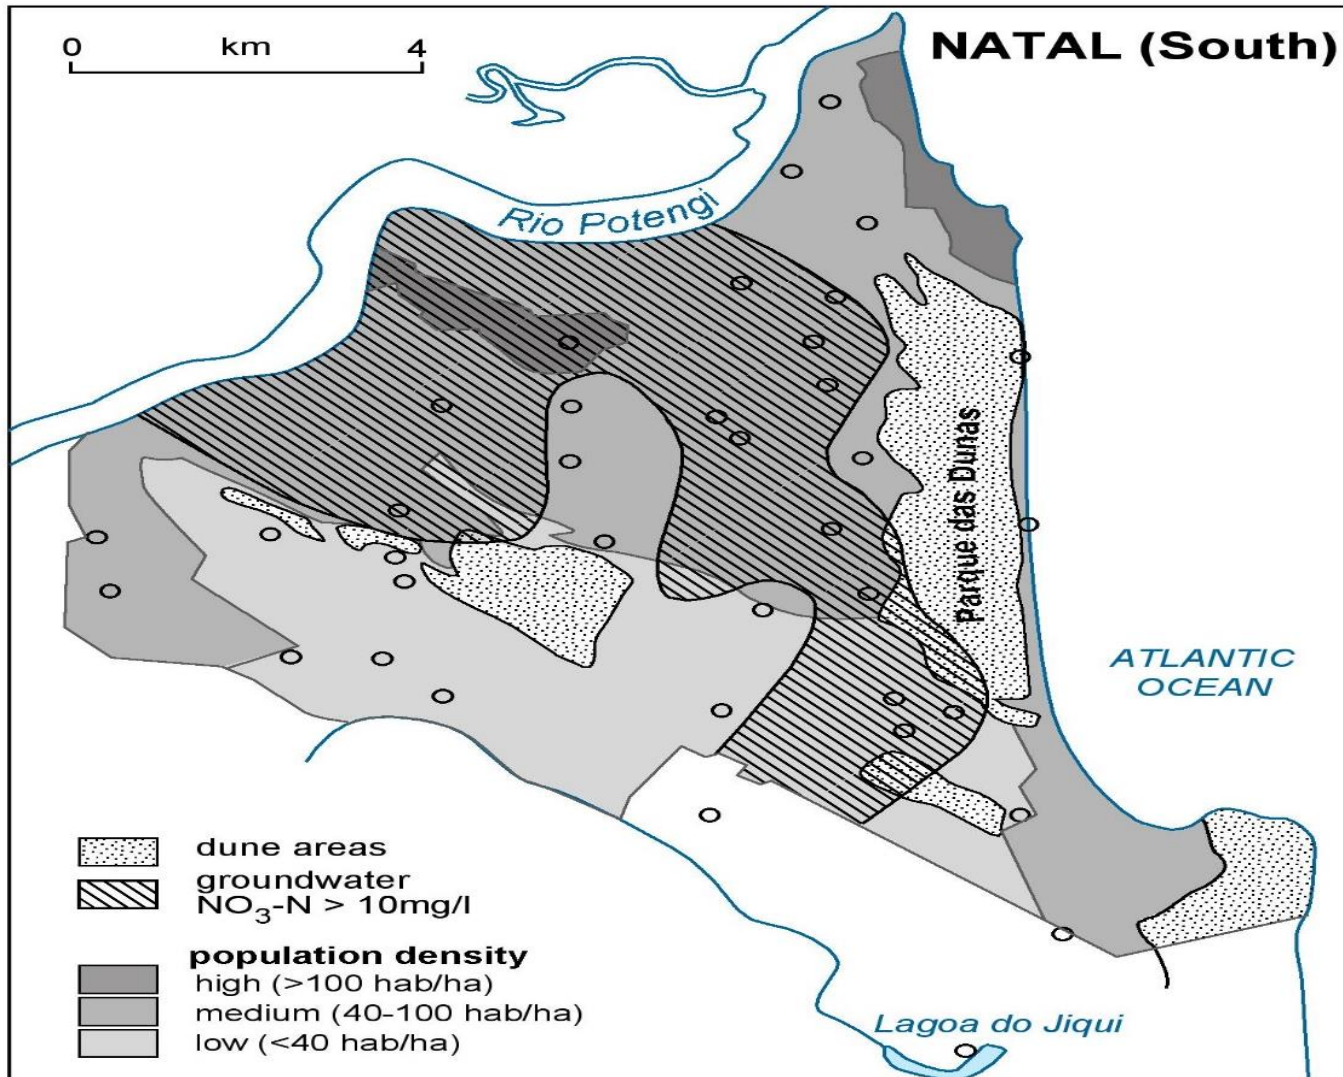 0 km 4
NATAL (South)
Rio Potengi
Parque das Dunas
ATLANTIC
OCEAN
dune areas
groundwater
NO₃-N > 10mg/l
population density
high (>100 hab/ha)
medium (40-100 hab/ha)
low (<40 hab/ha)
Lagoa do Jiqui